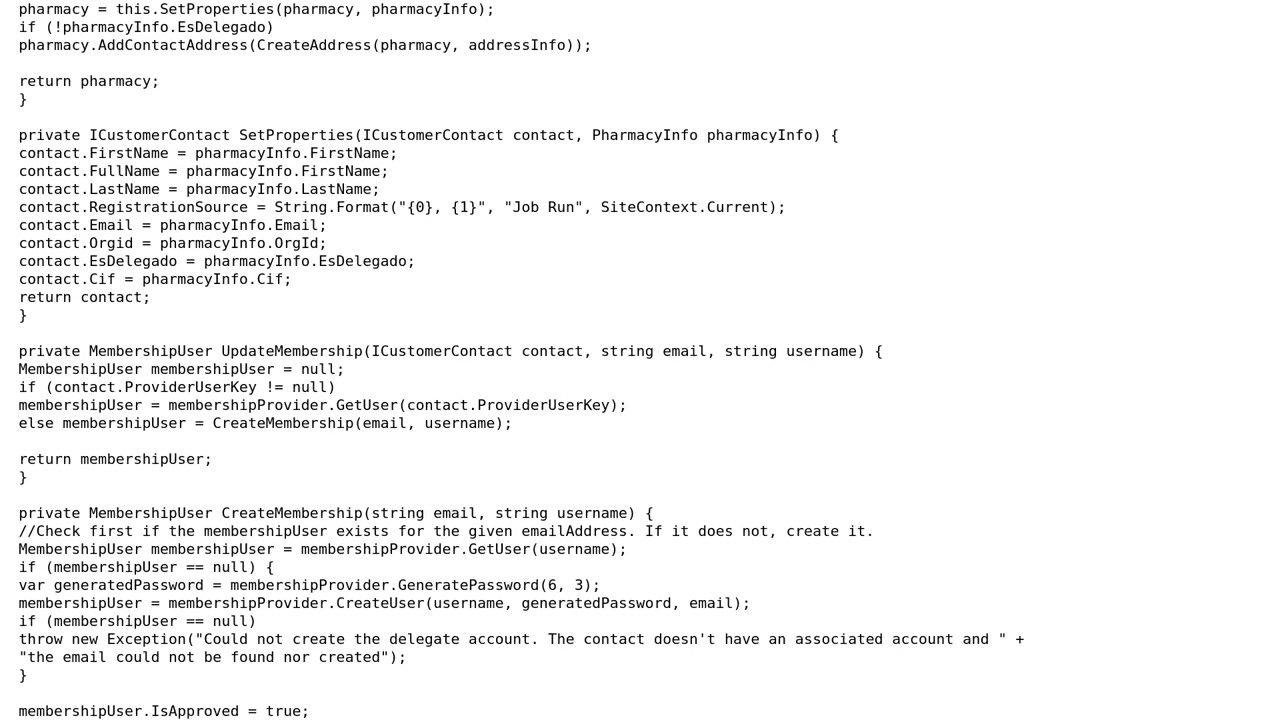 pharmacy = this.SetProperties(pharmacy, pharmacyInfo);
if (!pharmacyInfo.EsDelegado)
pharmacy.AddContactAddress(CreateAddress(pharmacy, addressInfo));

return pharmacy;
}

private ICustomerContact SetProperties(ICustomerContact contact, PharmacyInfo pharmacyInfo) {
contact.FirstName = pharmacyInfo.FirstName;
contact.FullName = pharmacyInfo.FirstName;
contact.LastName = pharmacyInfo.LastName;
contact.RegistrationSource = String.Format("{0}, {1}", "Job Run", SiteContext.Current);
contact.Email = pharmacyInfo.Email;
contact.Orgid = pharmacyInfo.OrgId;
contact.EsDelegado = pharmacyInfo.EsDelegado;
contact.Cif = pharmacyInfo.Cif;
return contact;
}

private MembershipUser UpdateMembership(ICustomerContact contact, string email, string username) {
MembershipUser membershipUser = null;
if (contact.ProviderUserKey != null)
membershipUser = membershipProvider.GetUser(contact.ProviderUserKey);
else membershipUser = CreateMembership(email, username);

return membershipUser;
}

private MembershipUser CreateMembership(string email, string username) {
//Check first if the membershipUser exists for the given emailAddress. If it does not, create it.
MembershipUser membershipUser = membershipProvider.GetUser(username);
if (membershipUser == null) {
var generatedPassword = membershipProvider.GeneratePassword(6, 3);
membershipUser = membershipProvider.CreateUser(username, generatedPassword, email);
if (membershipUser == null)
throw new Exception("Could not create the delegate account. The contact doesn't have an associated account and " +
"the email could not be found nor created");
}

membershipUser.IsApproved = true;